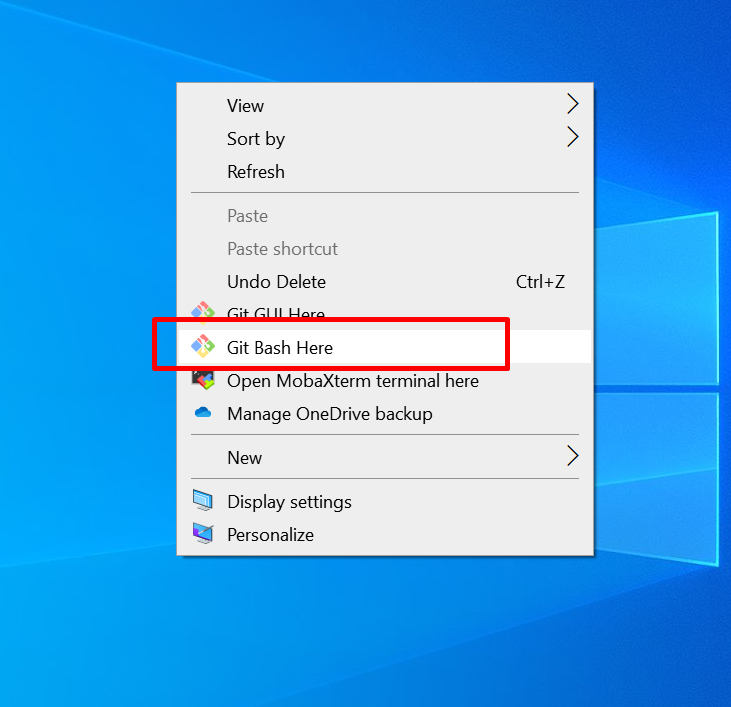 View
Sort by
Refresh
Paste
Paste shortcut
Undo Delete Ctrl+Z
Git GUI Here
Git Bash Here
Open MobaXterm terminal here
Manage OneDrive backup
New
Display settings
Personalize